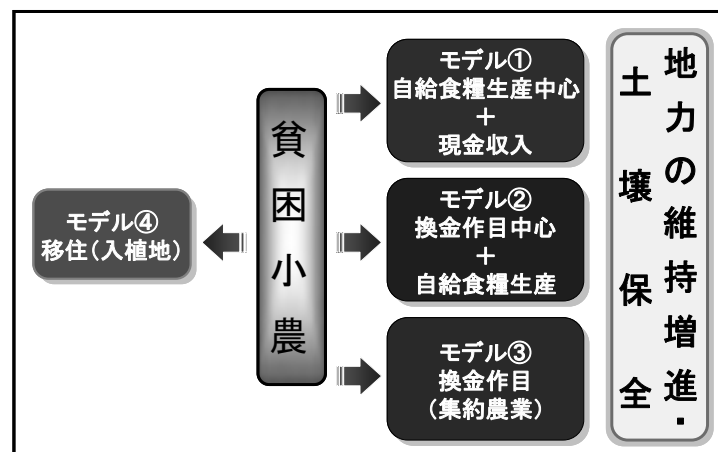 モデル①
自給食糧生産中心
＋
現金収入
モデル②
換金作目中心
＋
自給食糧生産
モデル③
換金作目
（集約農業）
貧困小農
モデル④
移住（入植地）
地力の維持増進・
土壌保全